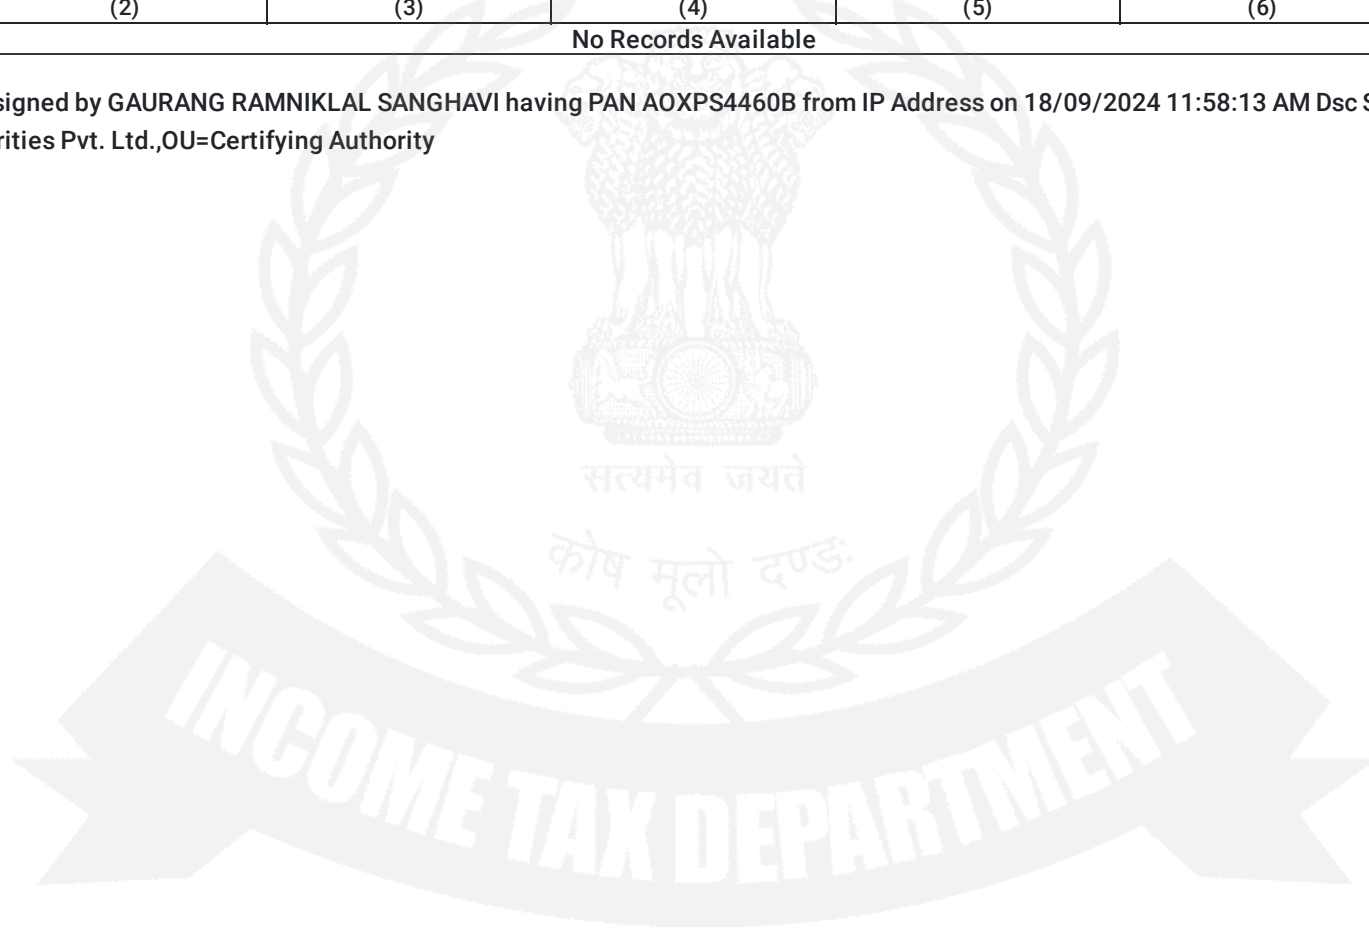 (2) (3) (4) (5) (6)
No Records Available
signed by GAURANG RAMNIKLAL SANGHAVI having PAN AOXPS4460B from IP Address on 18/09/2024 11:58:13 AM Dsc S
rities Pvt. Ltd.,OU=Certifying Authority
सत्यमेव जयते
कोष मूलो दण्डः
INCOME TAX DEPARTMENT